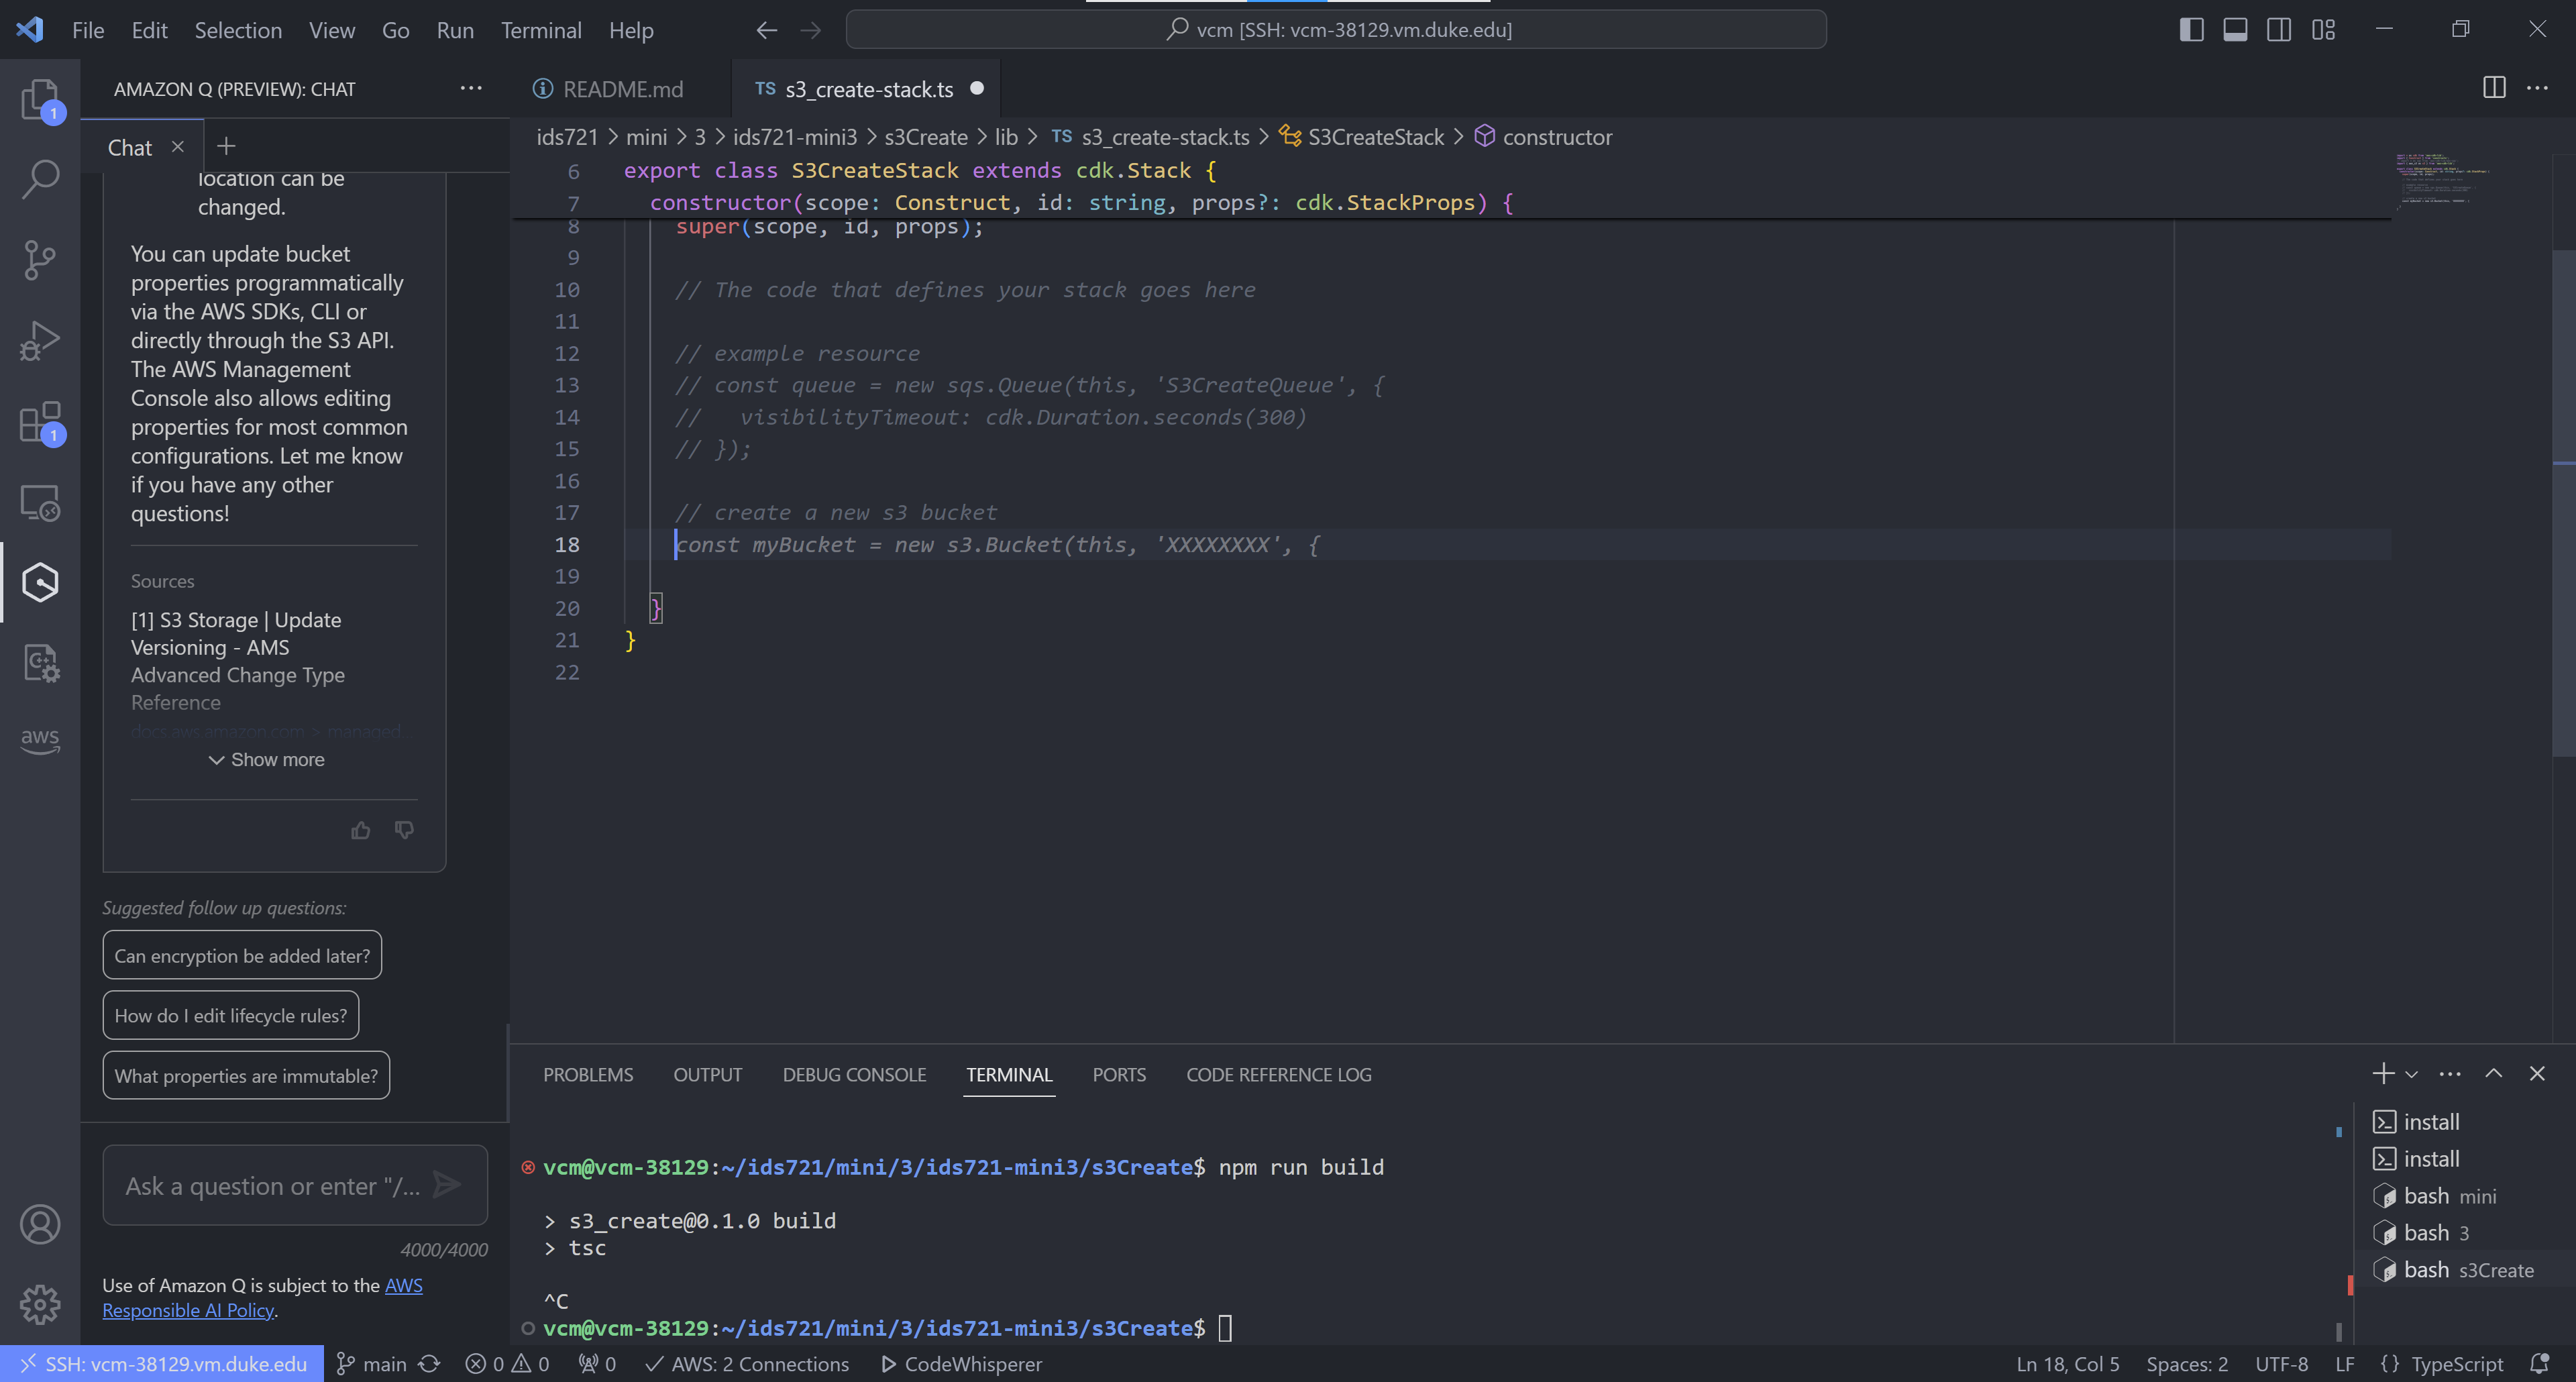 File Edit Selection View Go Run Terminal Help
vcm [SSH: vcm-38129.vm.duke.edu]
AMAZON Q (PREVIEW): CHAT
README.md
TS s3_create-stack.ts
Chat
ids721 > mini > 3 > ids721-mini3 > s3Create > lib > TS s3_create-stack.ts > S3CreateStack > constructor
location can be
changed.
You can update bucket
properties programmatically
via the AWS SDKs, CLI or
directly through the S3 API.
The AWS Management
Console also allows editing
properties for most common
configurations. Let me know
if you have any other
questions!
Sources
[1] S3 Storage | Update
Versioning - AMS
Advanced Change Type
Reference
docs.aws.amazon.com > managed
Show more
Suggested follow up questions:
Can encryption be added later?
How do I edit lifecycle rules?
What properties are immutable?
Ask a question or enter "/...
4000/4000
Use of Amazon Q is subject to the AWS
Responsible AI Policy.
1
1
aws
6 export class S3CreateStack extends cdk.Stack {
7 constructor(scope: Construct, id: string, props?: cdk.StackProps) {
8 super(scope, id, props);
9
10 // The code that defines your stack goes here
11
12 // example resource
13 // const queue = new sqs.Queue(this, 'S3CreateQueue', {
14 //   visibilityTimeout: cdk.Duration.seconds(300)
15 // });
16
17 // create a new s3 bucket
18 const myBucket = new s3.Bucket(this, 'XXXXXXXX', {
19
20 }
21 }
22
PROBLEMS OUTPUT DEBUG CONSOLE TERMINAL PORTS CODE REFERENCE LOG
vcm@vcm-38129:~/ids721/mini/3/ids721-mini3/s3Create$ npm run build
> s3_create@0.1.0 build
> tsc
^C
vcm@vcm-38129:~/ids721/mini/3/ids721-mini3/s3Create$
install
install
bash mini
bash 3
bash s3Create
SSH: vcm-38129.vm.duke.edu main 0 0 0 AWS: 2 Connections CodeWhisperer Ln 18, Col 5 Spaces: 2 UTF-8 LF {} TypeScript